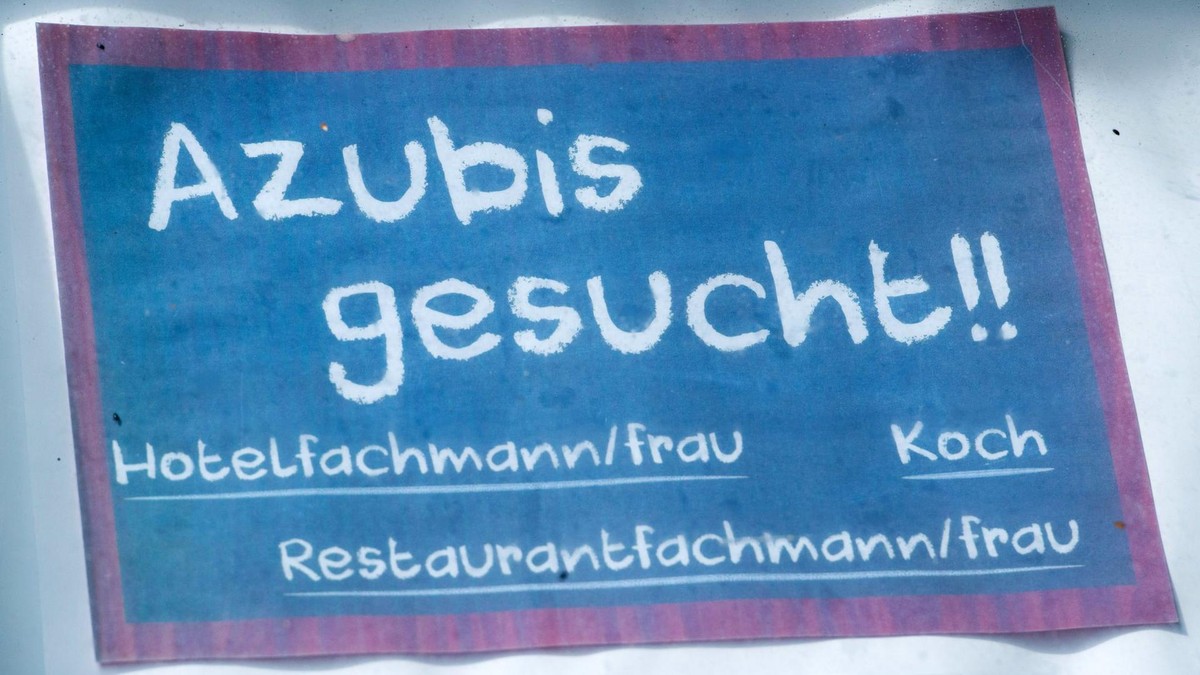 Azubis
gesucht!!
Hotelfachmann/frau Koch
Restaurantfachmann/frau